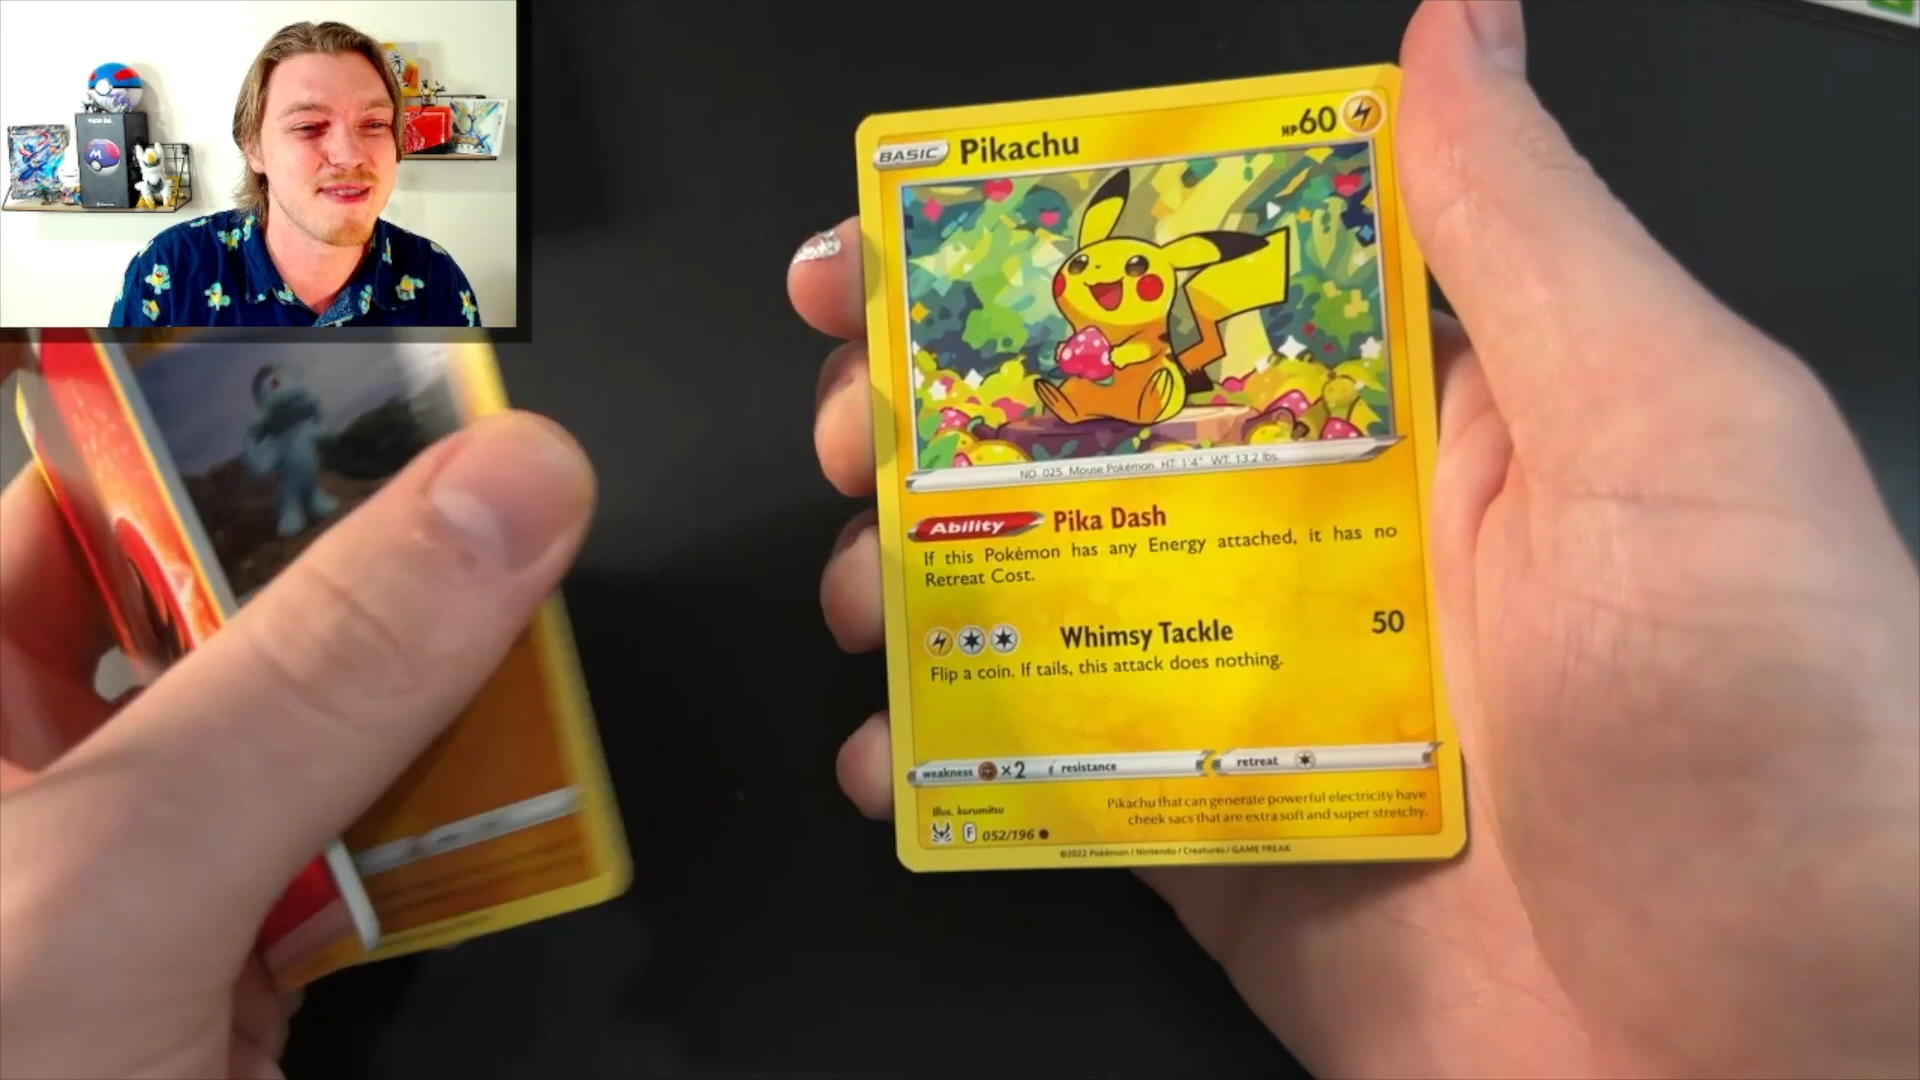 BASIC Pikachu HP60
NO. 025 Mouse Pokémon HT: 1'4" WT: 13.2 lbs.
Ability Pika Dash
If this Pokémon has any Energy attached, it has no
Retreat Cost.
Whimsy Tackle 50
Flip a coin. If tails, this attack does nothing.
weakness ×2 resistance retreat
Illus. kurumitsu
Pikachu that can generate powerful electricity have
cheek sacs that are extra soft and super stretchy.
F 052/196
©2022 Pokémon / Nintendo / Creatures / GAME FREAK